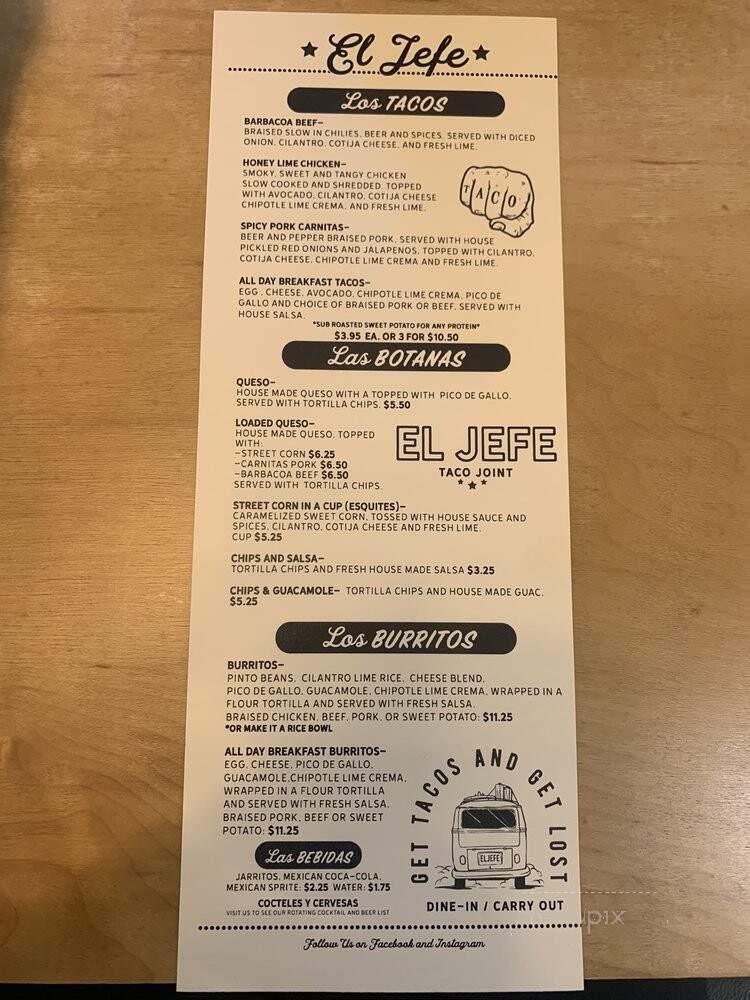 El Jefe
Los TACOS
BARBACOA BEEF-
BRAISED SLOW IN CHILIES, BEER AND SPICES. SERVED WITH DICED
ONION, CILANTRO, COTIJA CHEESE, AND FRESH LIME.
HONEY LIME CHICKEN-
SMOKY, SWEET AND TANGY CHICKEN
SLOW COOKED AND SHREDDED. TOPPED
WITH AVOCADO, CILANTRO, COTIJA CHEESE
CHIPOTLE LIME CREMA, AND FRESH LIME.
TACO
SPICY PORK CARNITAS-
BEER AND PEPPER BRAISED PORK, SERVED WITH HOUSE
PICKLED RED ONIONS AND JALAPENOS, TOPPED WITH CILANTRO,
COTIJA CHEESE, CHIPOTLE LIME CREMA AND FRESH LIME.
ALL DAY BREAKFAST TACOS-
EGG , CHEESE, AVOCADO, CHIPOTLE LIME CREMA, PICO DE
GALLO AND CHOICE OF BRAISED PORK OR BEEF, SERVED WITH
HOUSE SALSA.
*SUB ROASTED SWEET POTATO FOR ANY PROTEIN*
$3.95 EA. OR 3 FOR $10.50
Las BOTANAS
QUESO-
HOUSE MADE QUESO WITH A TOPPED WITH PICO DE GALLO,
SERVED WITH TORTILLA CHIPS. $5.50
LOADED QUESO-
HOUSE MADE QUESO, TOPPED
WITH:
-STREET CORN $6.25
-CARNITAS PORK $6.50
-BARBACOA BEEF $6.50
SERVED WITH TORTILLA CHIPS.
EL JEFE
TACO JOINT
STREET CORN IN A CUP (ESQUITES)-
CARAMELIZED SWEET CORN, TOSSED WITH HOUSE SAUCE AND
SPICES, CILANTRO, COTIJA CHEESE AND FRESH LIME.
CUP $5.25
CHIPS AND SALSA-
TORTILLA CHIPS AND FRESH HOUSE MADE SALSA $3.25
CHIPS & GUACAMOLE- TORTILLA CHIPS AND HOUSE MADE GUAC.
$5.25
Los BURRITOS
BURRITOS-
PINTO BEANS, CILANTRO LIME RICE, CHEESE BLEND,
PICO DE GALLO, GUACAMOLE, CHIPOTLE LIME CREMA, WRAPPED IN A
FLOUR TORTILLA AND SERVED WITH FRESH SALSA.
BRAISED CHICKEN, BEEF, PORK, OR SWEET POTATO: $11.25
*OR MAKE IT A RICE BOWL
ALL DAY BREAKFAST BURRITOS-
EGG, CHEESE, PICO DE GALLO,
GUACAMOLE,CHIPOTLE LIME CREMA,
WRAPPED IN A FLOUR TORTILLA
AND SERVED WITH FRESH SALSA.
BRAISED PORK, BEEF OR SWEET
POTATO: $11.25
GET TACOS AND GET LOST
ELJEFE
Las BEBIDAS
JARRITOS, MEXICAN COCA-COLA,
MEXICAN SPRITE: $2.25 WATER: $1.75
COCTELES Y CERVESAS
VISIT US TO SEE OUR ROTATING COCKTAIL AND BEER LIST
DINE-IN / CARRY OUT
Follow Us on Facebook and Instagram